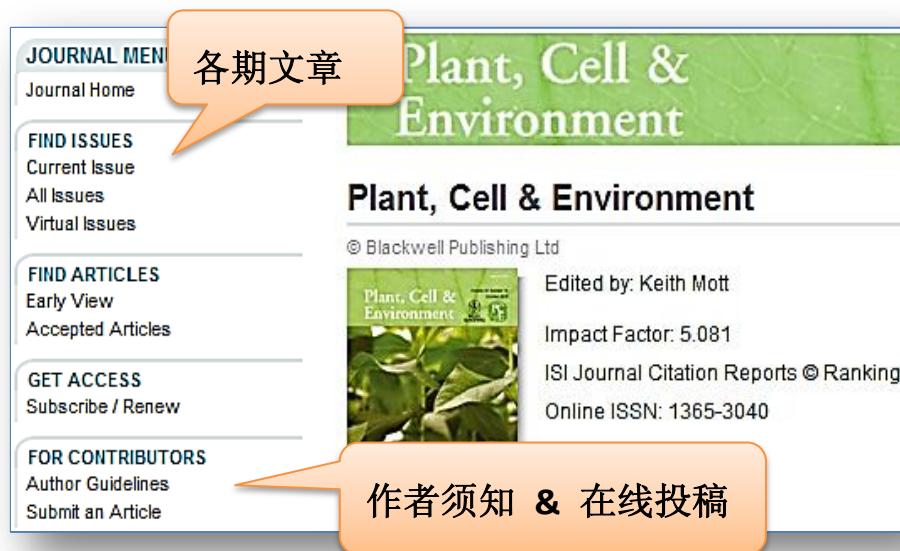 JOURNAL MENU
Journal Home
各期文章
FIND ISSUES
Current Issue
All Issues
Virtual Issues
FIND ARTICLES
Early View
Accepted Articles
GET ACCESS
Subscribe / Renew
FOR CONTRIBUTORS
Author Guidelines
Submit an Article
Plant, Cell &
Environment
Plant, Cell & Environment
© Blackwell Publishing Ltd
Plant, Cell &
Environment
Edited by: Keith Mott
Impact Factor: 5.081
ISI Journal Citation Reports © Ranking
Online ISSN: 1365-3040
作者须知 & 在线投稿